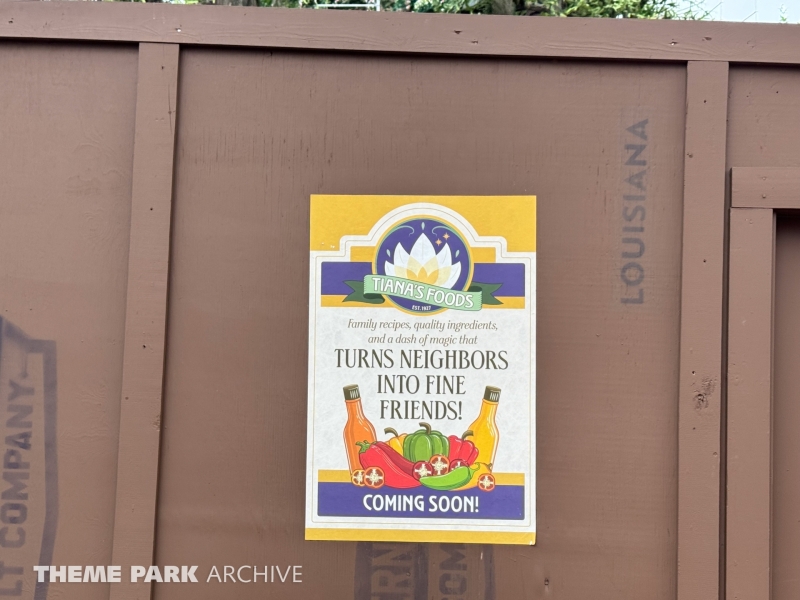 LOUISIANA
TIANA'S FOODS
EST. 1927
Family recipes, quality ingredients,
and a dash of magic that
TURNS NEIGHBORS
INTO FINE
FRIENDS!
COMING SOON!
LT COMPANY
THEME PARK ARCHIVE